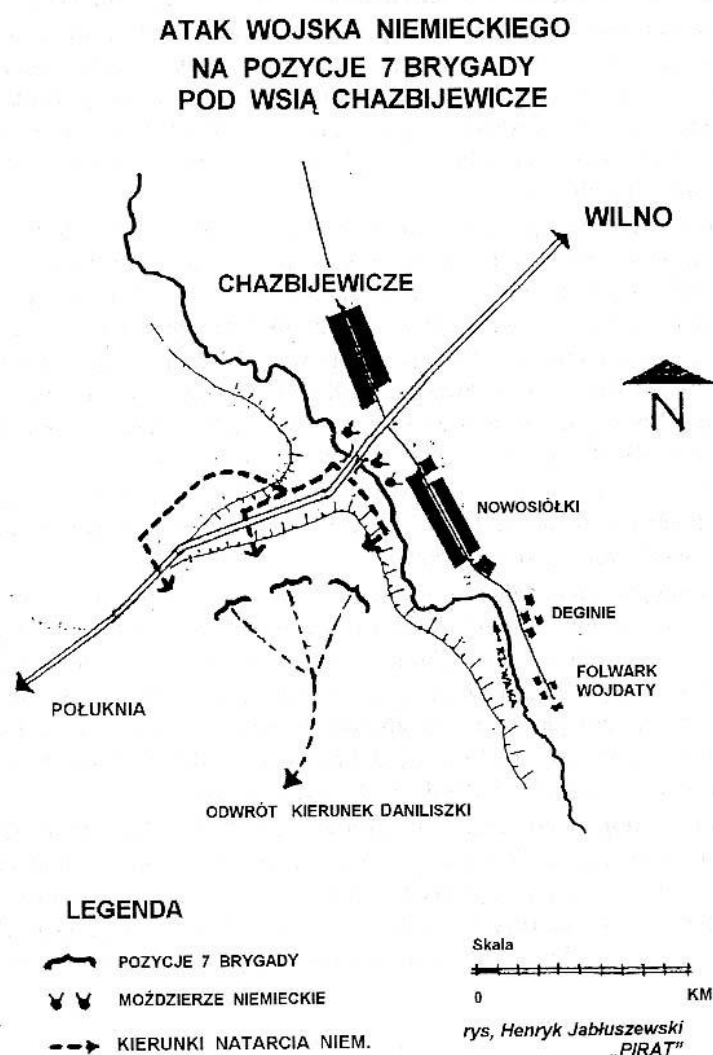 ATAK WOJSKA NIEMIECKIEGO
NA POZYCJE 7 BRYGADY
POD WSIĄ CHAZBIJEWICZE
WILNO
CHAZBIJEWICZE
N
NOWOSIÓŁKI
DEGINIE
FOLWARK
WOJDATY
WAKA
POŁUKNIA
ODWRÓT KIERUNEK DANILISZKI
LEGENDA
POZYCJE 7 BRYGADY
MOŹDZIERZE NIEMIECKIE
KIERUNKI NATARCIA NIEM.
Skala
0 KM
rys, Henryk Jabłuszewski
„PIRAT"